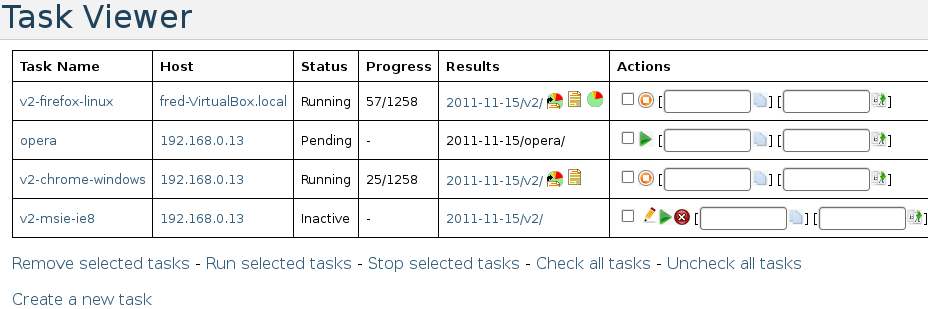 Task Viewer
Task Name Host Status Progress Results Actions
v2-firefox-linux fred-VirtualBox.local Running 57/1258 2011-11-15/v2/ [ ] [ ]
opera 192.168.0.13 Pending - 2011-11-15/opera/ [ ] [ ]
v2-chrome-windows 192.168.0.13 Running 25/1258 2011-11-15/v2/ [ ] [ ]
v2-msie-ie8 192.168.0.13 Inactive - 2011-11-15/v2/ [ ] [ ]
Remove selected tasks - Run selected tasks - Stop selected tasks - Check all tasks - Uncheck all tasks
Create a new task